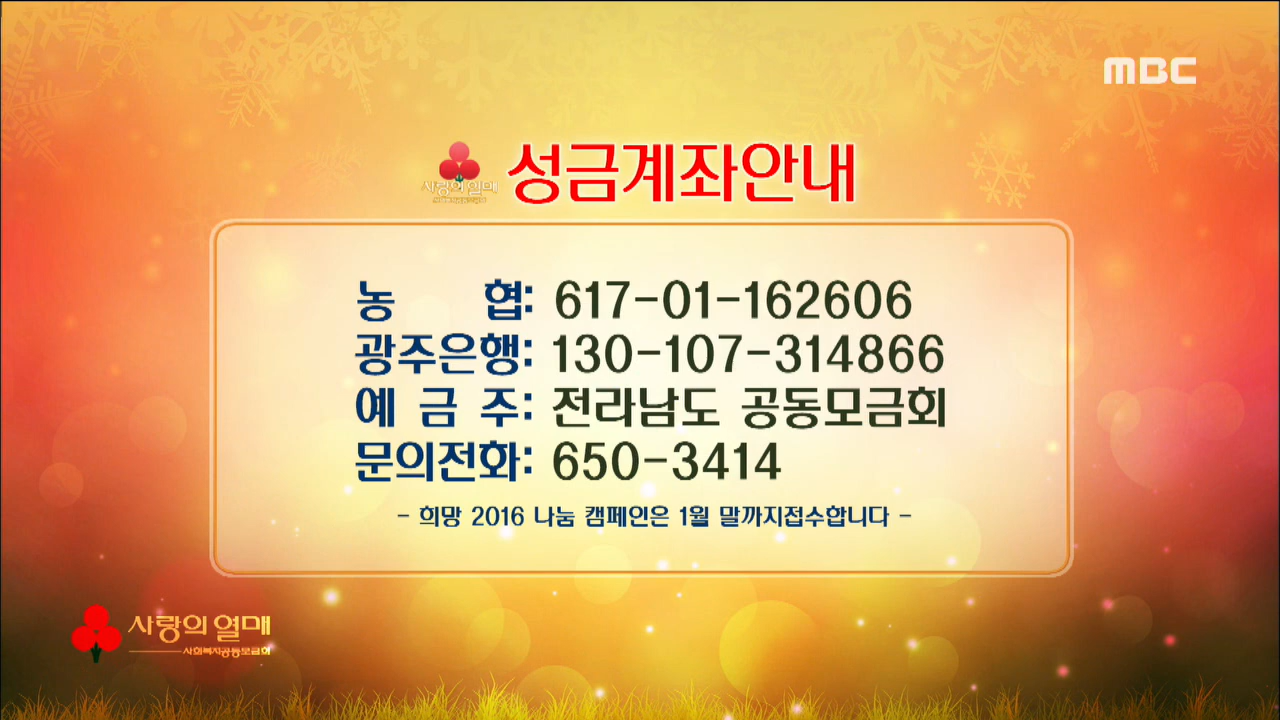 MBC
사랑의 열매
성금계좌안내
농 협: 617-01-162606
광주은행: 130-107-314866
예 금 주: 전라남도 공동모금회
문의전화: 650-3414
- 희망 2016 나눔 캠페인은 1월 말까지접수합니다 -
사랑의 열매
사회복지공동모금회